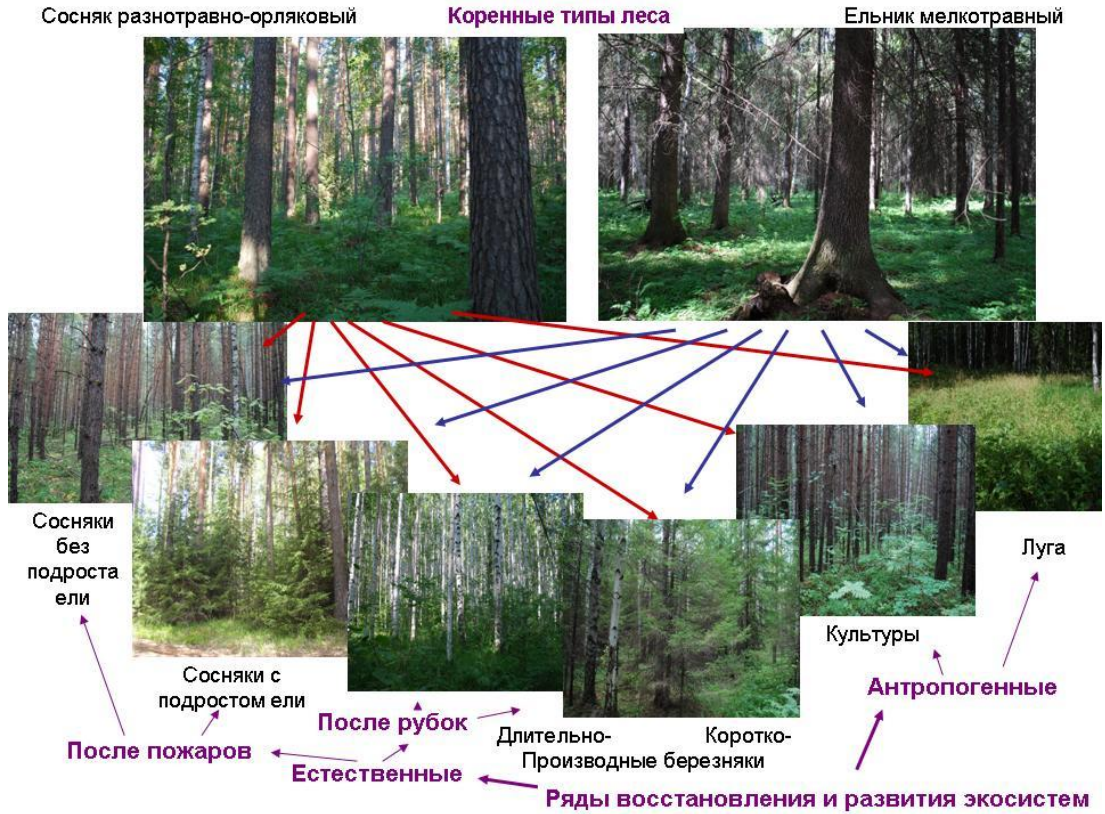 Сосняк разнотравно-орляковый
Коренные типы леса
Ельник мелкотравный
Сосняки
без
подроста
ели
Луга
Культуры
Сосняки с
подростом ели
Антропогенные
После рубок
Длительно-
Коротко-
После пожаров
Производные березняки
Естественные
Ряды восстановления и развития экосистем